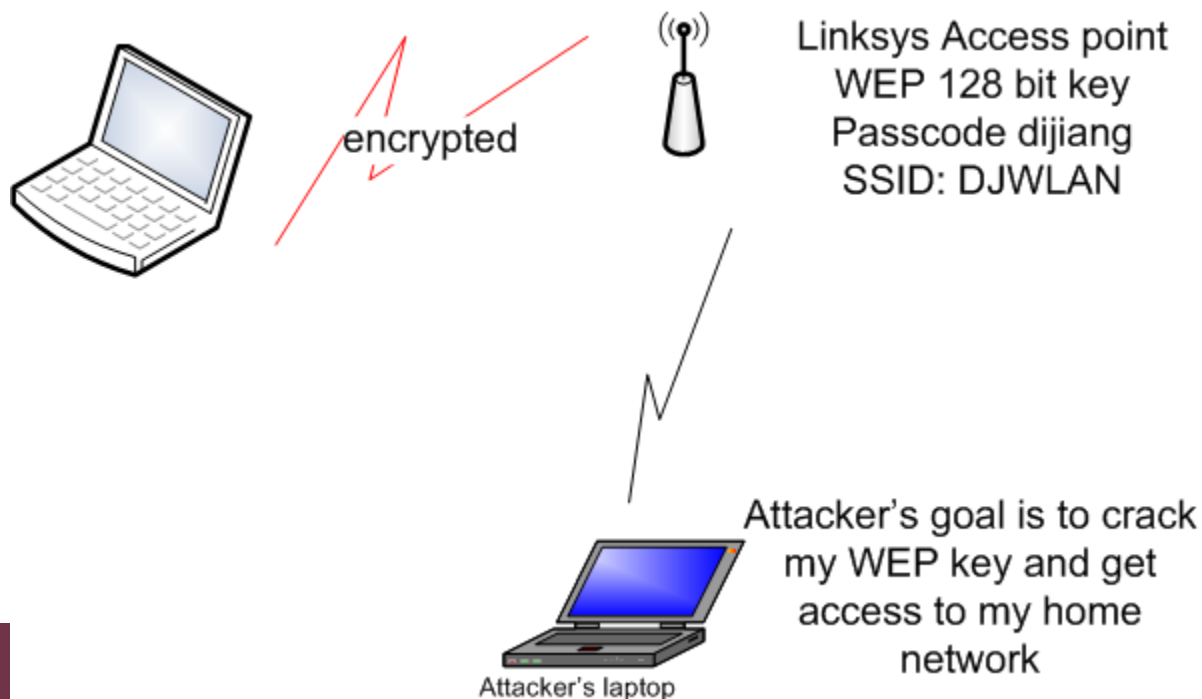 encrypted
Linksys Access point
WEP 128 bit key
Passcode dijiang
SSID: DJWLAN
Attacker's goal is to crack
my WEP key and get
access to my home
network
Attacker's laptop